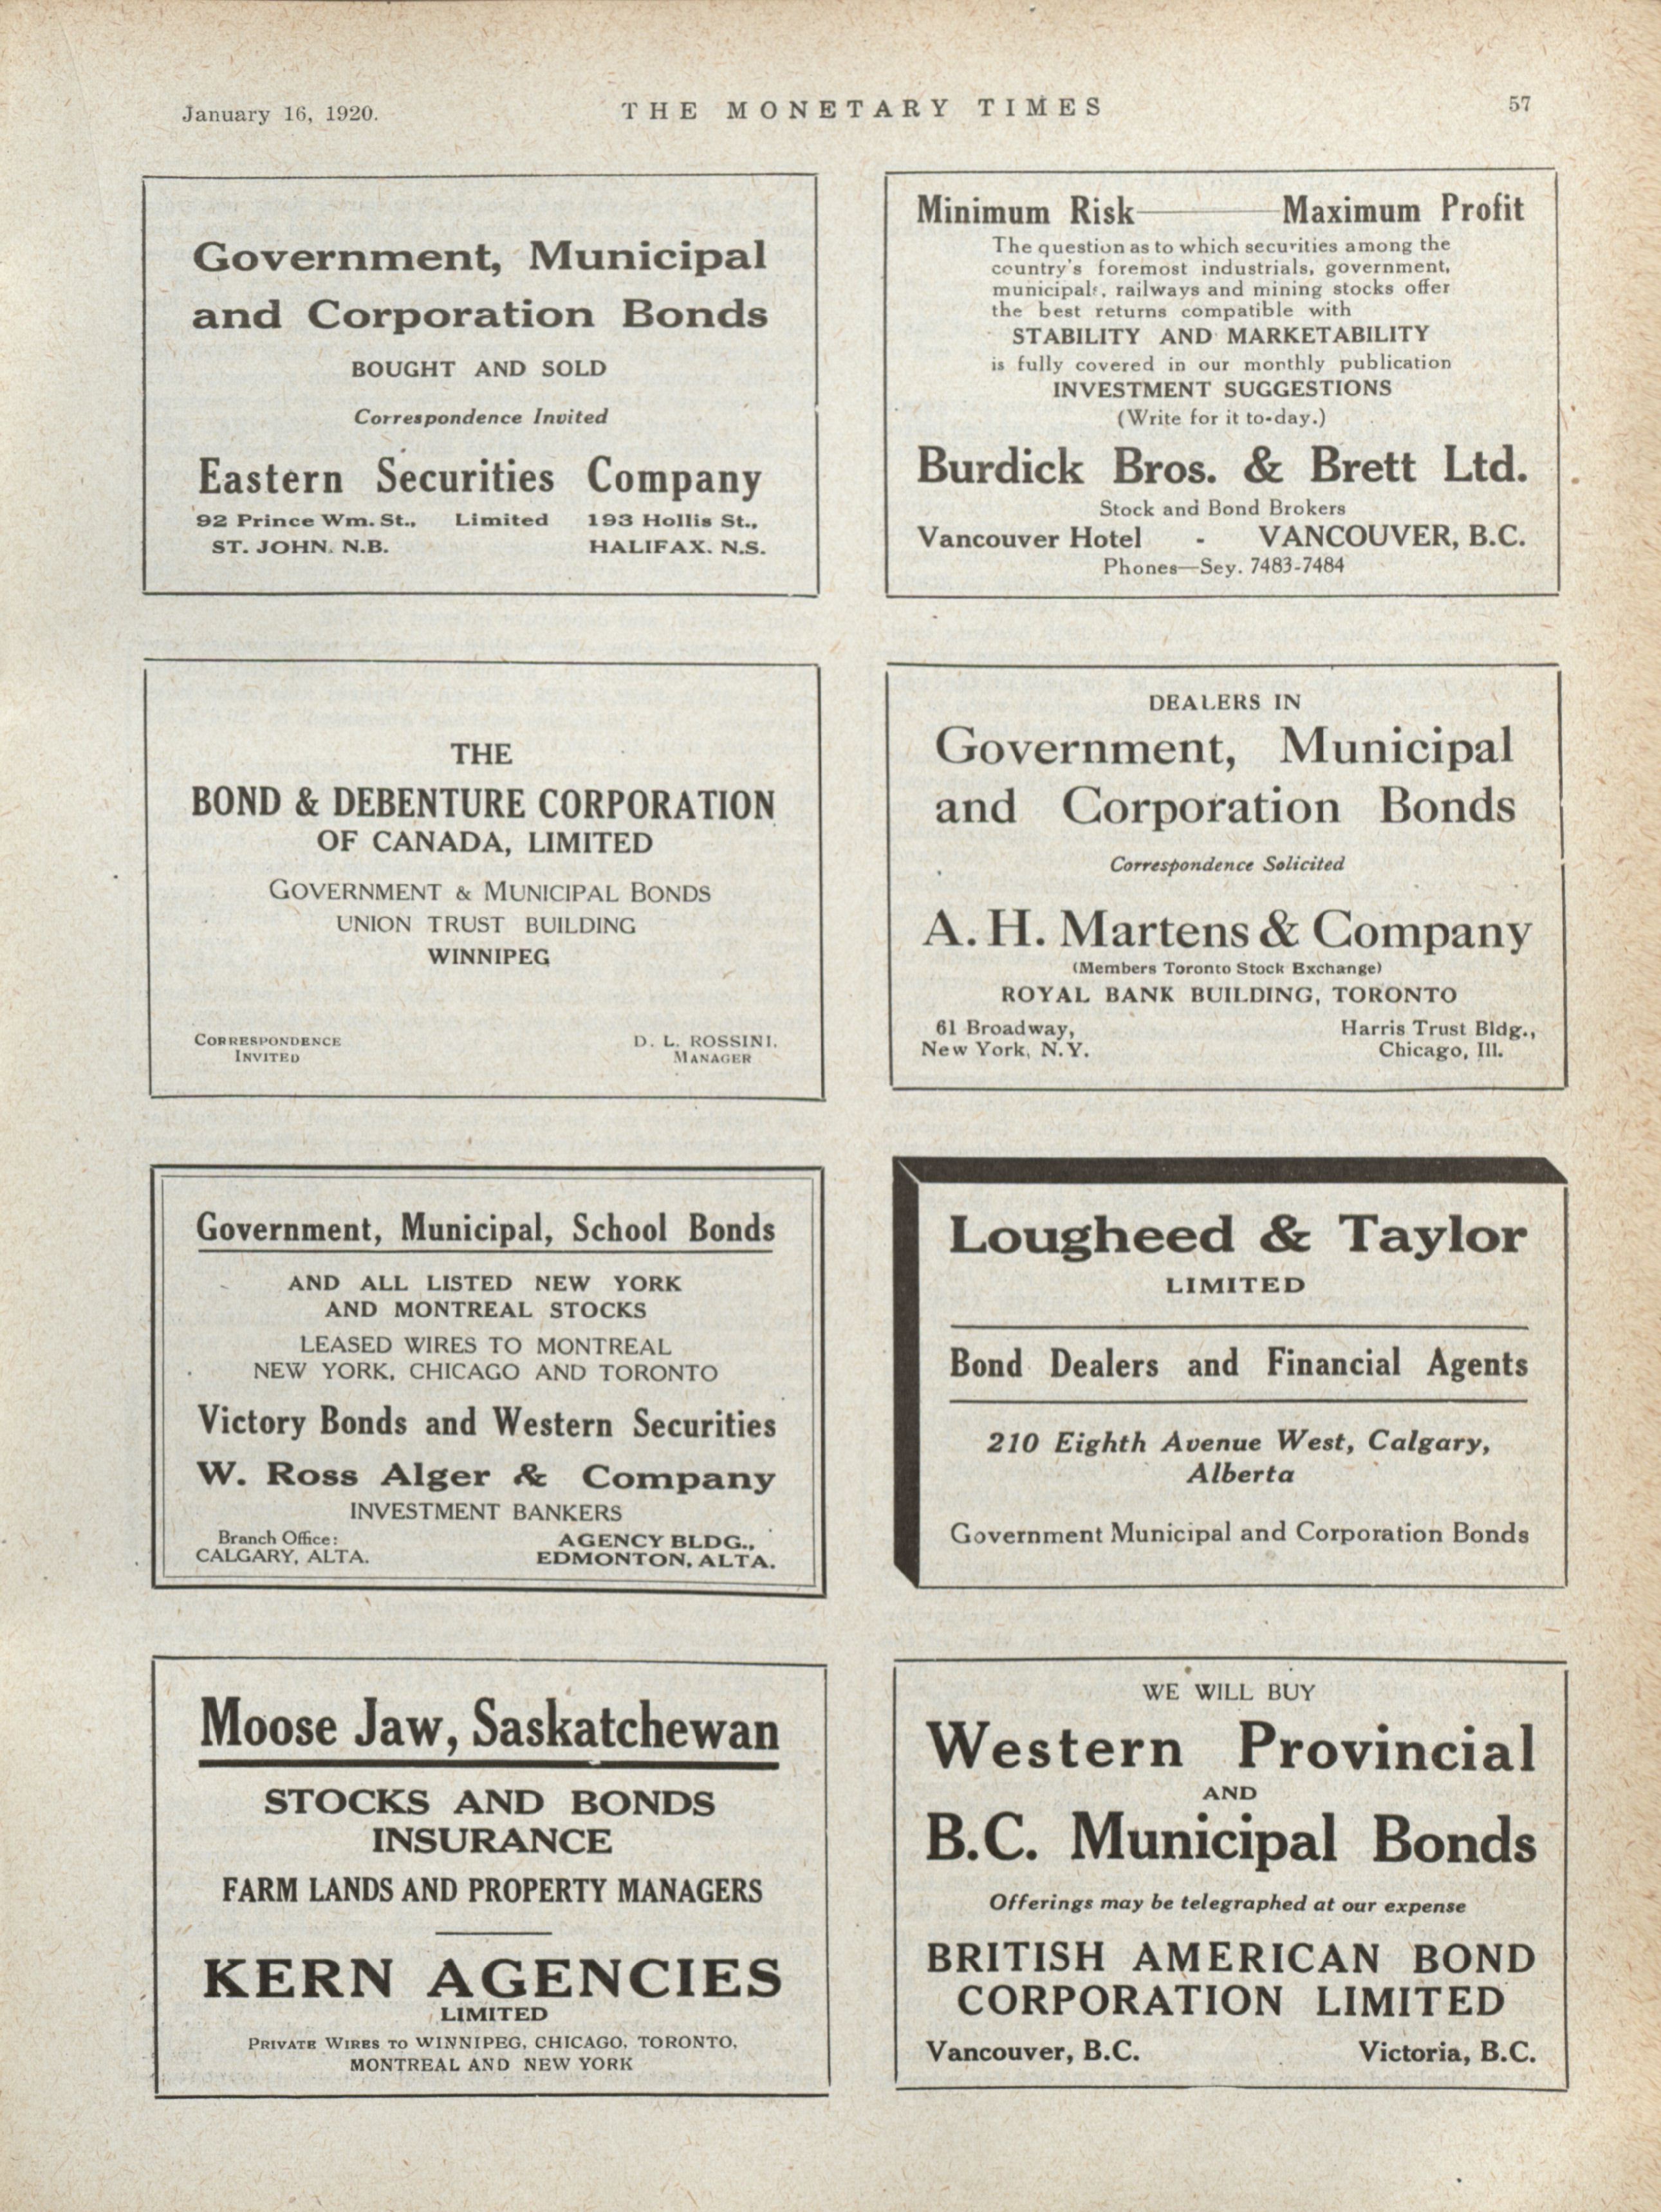 January 16, 1920.
THE MONETARY TIMES
57
Government, Municipal
and Corporation Bonds
BOUGHT AND SOLD
Correspondence Invited
Eastern Securities Company
92 Prince Wm. St., Limited 193 Hollis St.,
ST. JOHN. N.B. HALIFAX. N.S.
Minimum Risk——Maximum Profit
The question as to which securities among the
country's foremost industrials, government,
municipals, railways and mining stocks offer
the best returns compatible with
STABILITY AND MARKETABILITY
is fully covered in our monthly publication
INVESTMENT SUGGESTIONS
(Write for it to-day.)
Burdick Bros. & Brett Ltd.
Stock and Bond Brokers
Vancouver Hotel - VANCOUVER, B.C.
Phones—Sey. 7483-7484
THE
BOND & DEBENTURE CORPORATION
OF CANADA, LIMITED
GOVERNMENT & MUNICIPAL BONDS
UNION TRUST BUILDING
WINNIPEG
CORRESPONDENCE
INVITED
D. L. ROSSINI.
MANAGER
DEALERS IN
Government, Municipal
and Corporation Bonds
Correspondence Solicited
A. H. Martens & Company
(Members Toronto Stock Exchange)
ROYAL BANK BUILDING, TORONTO
61 Broadway,
New York, N.Y.
Harris Trust Bldg.,
Chicago, Ill.
Government, Municipal, School Bonds
AND ALL LISTED NEW YORK
AND MONTREAL STOCKS
LEASED WIRES TO MONTREAL
NEW YORK, CHICAGO AND TORONTO
Victory Bonds and Western Securities
W. Ross Alger & Company
INVESTMENT BANKERS
Branch Office:
CALGARY, ALTA.
AGENCY BLDG.,
EDMONTON, ALTA.
Lougheed & Taylor
LIMITED
Bond Dealers and Financial Agents
210 Eighth Avenue West, Calgary,
Alberta
Government Municipal and Corporation Bonds
Moose Jaw, Saskatchewan
STOCKS AND BONDS
INSURANCE
FARM LANDS AND PROPERTY MANAGERS
KERN AGENCIES
LIMITED
PRIVATE WIRES TO WINNIPEG, CHICAGO, TORONTO,
MONTREAL AND NEW YORK
WE WILL BUY
Western Provincial
AND
B.C. Municipal Bonds
Offerings may be telegraphed at our expense
BRITISH AMERICAN BOND
CORPORATION LIMITED
Vancouver, B.C. Victoria, B.C.